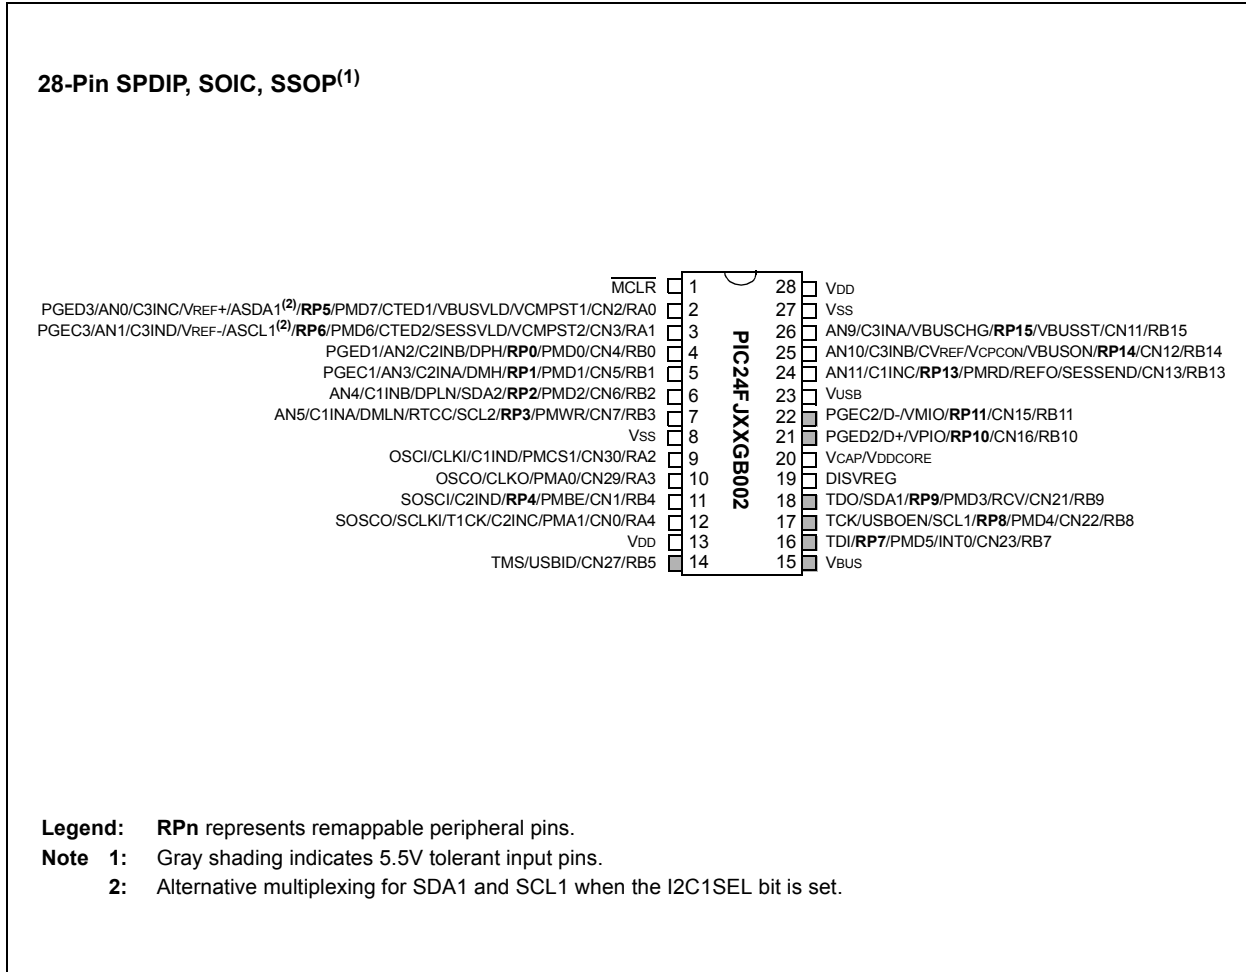 28-Pin SPDIP, SOIC, SSOP(1)
MCLR 1 28 VDD
PGED3/AN0/C3INC/VREF+/ASDA1(2)/RP5/PMD7/CTED1/VBUSVLD/VCMPST1/CN2/RA0 2 27 VSS
PGEC3/AN1/C3IND/VREF-/ASCL1(2)/RP6/PMD6/CTED2/SESSVLD/VCMPST2/CN3/RA1 3 26 AN9/C3INA/VBUSCHG/RP15/VBUSST/CN11/RB15
PGED1/AN2/C2INB/DPH/RP0/PMD0/CN4/RB0 4 25 AN10/C3INB/CVREF/VCPCON/VBUSON/RP14/CN12/RB14
PGEC1/AN3/C2INA/DMH/RP1/PMD1/CN5/RB1 5 24 AN11/C1INC/RP13/PMRD/REFO/SESSEND/CN13/RB13
AN4/C1INB/DPLN/SDA2/RP2/PMD2/CN6/RB2 6 23 VUSB
AN5/C1INA/DMLN/RTCC/SCL2/RP3/PMWR/CN7/RB3 7 22 PGEC2/D-/VMIO/RP11/CN15/RB11
VSS 8 21 PGED2/D+/VPIO/RP10/CN16/RB10
OSCI/CLKI/C1IND/PMCS1/CN30/RA2 9 20 VCAP/VDDCORE
OSCO/CLKO/PMA0/CN29/RA3 10 19 DISVREG
SOSCI/C2IND/RP4/PMBE/CN1/RB4 11 18 TDO/SDA1/RP9/PMD3/RCV/CN21/RB9
SOSCO/SCLKI/T1CK/C2INC/PMA1/CN0/RA4 12 17 TCK/USBOEN/SCL1/RP8/PMD4/CN22/RB8
VDD 13 16 TDI/RP7/PMD5/INT0/CN23/RB7
TMS/USBID/CN27/RB5 14 15 VBUS
PIC24FJXXGB002
Legend: RPn represents remappable peripheral pins.
Note 1: Gray shading indicates 5.5V tolerant input pins.
2: Alternative multiplexing for SDA1 and SCL1 when the I2C1SEL bit is set.